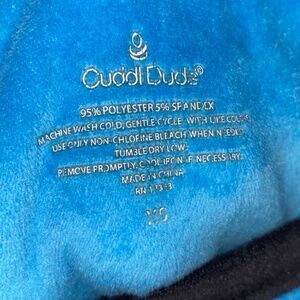 Cuddl Duds®
95% POLYESTER 5% SPANDEX
MACHINE WASH COLD, GENTLE CYCLE WITH LIKE COLORS.
USE ONLY NON-CHLORINE BLEACH WHEN NEEDED.
TUMBLE DRY LOW.
REMOVE PROMPTLY. COOL IRON IF NECESSARY.
MADE IN CHINA
RN